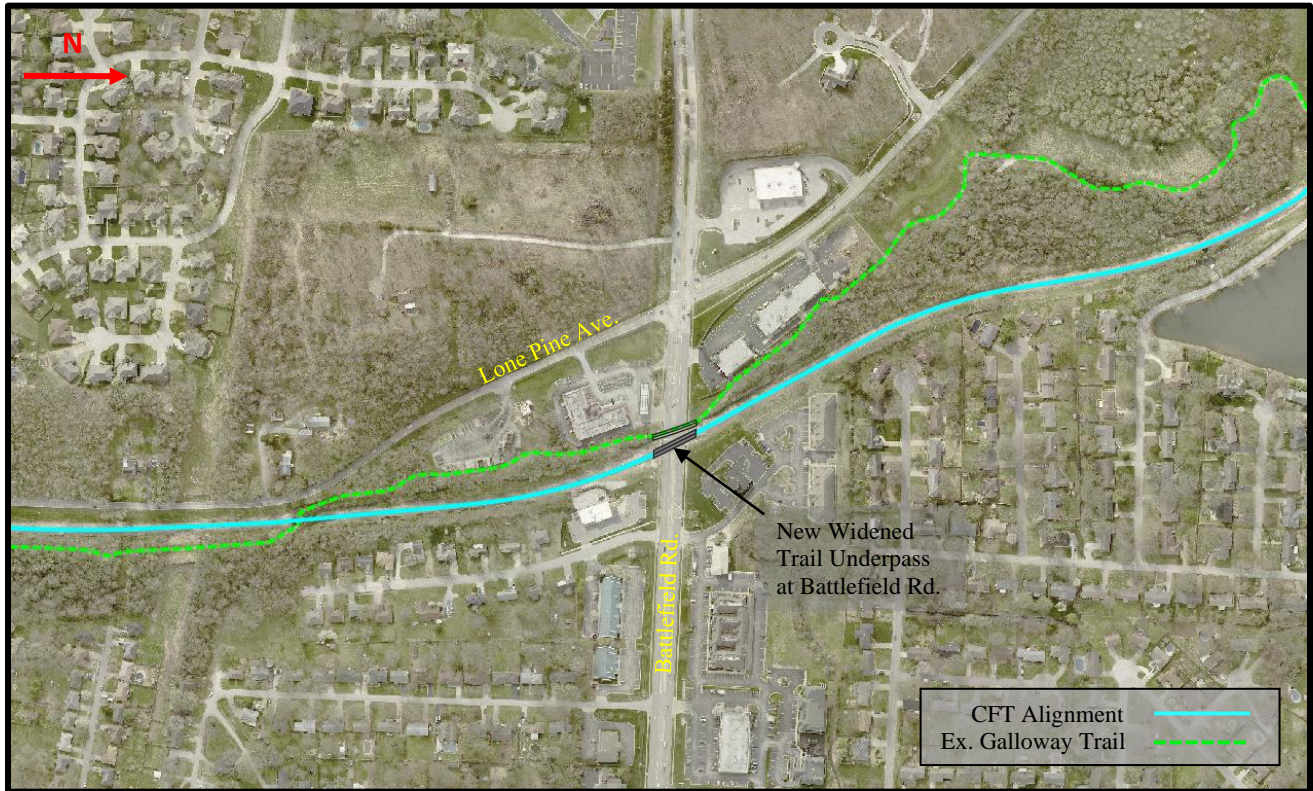 N
Lone Pine Ave.
Battlefield Rd.
New Widened
Trail Underpass
at Battlefield Rd.
CFT Alignment
Ex. Galloway Trail